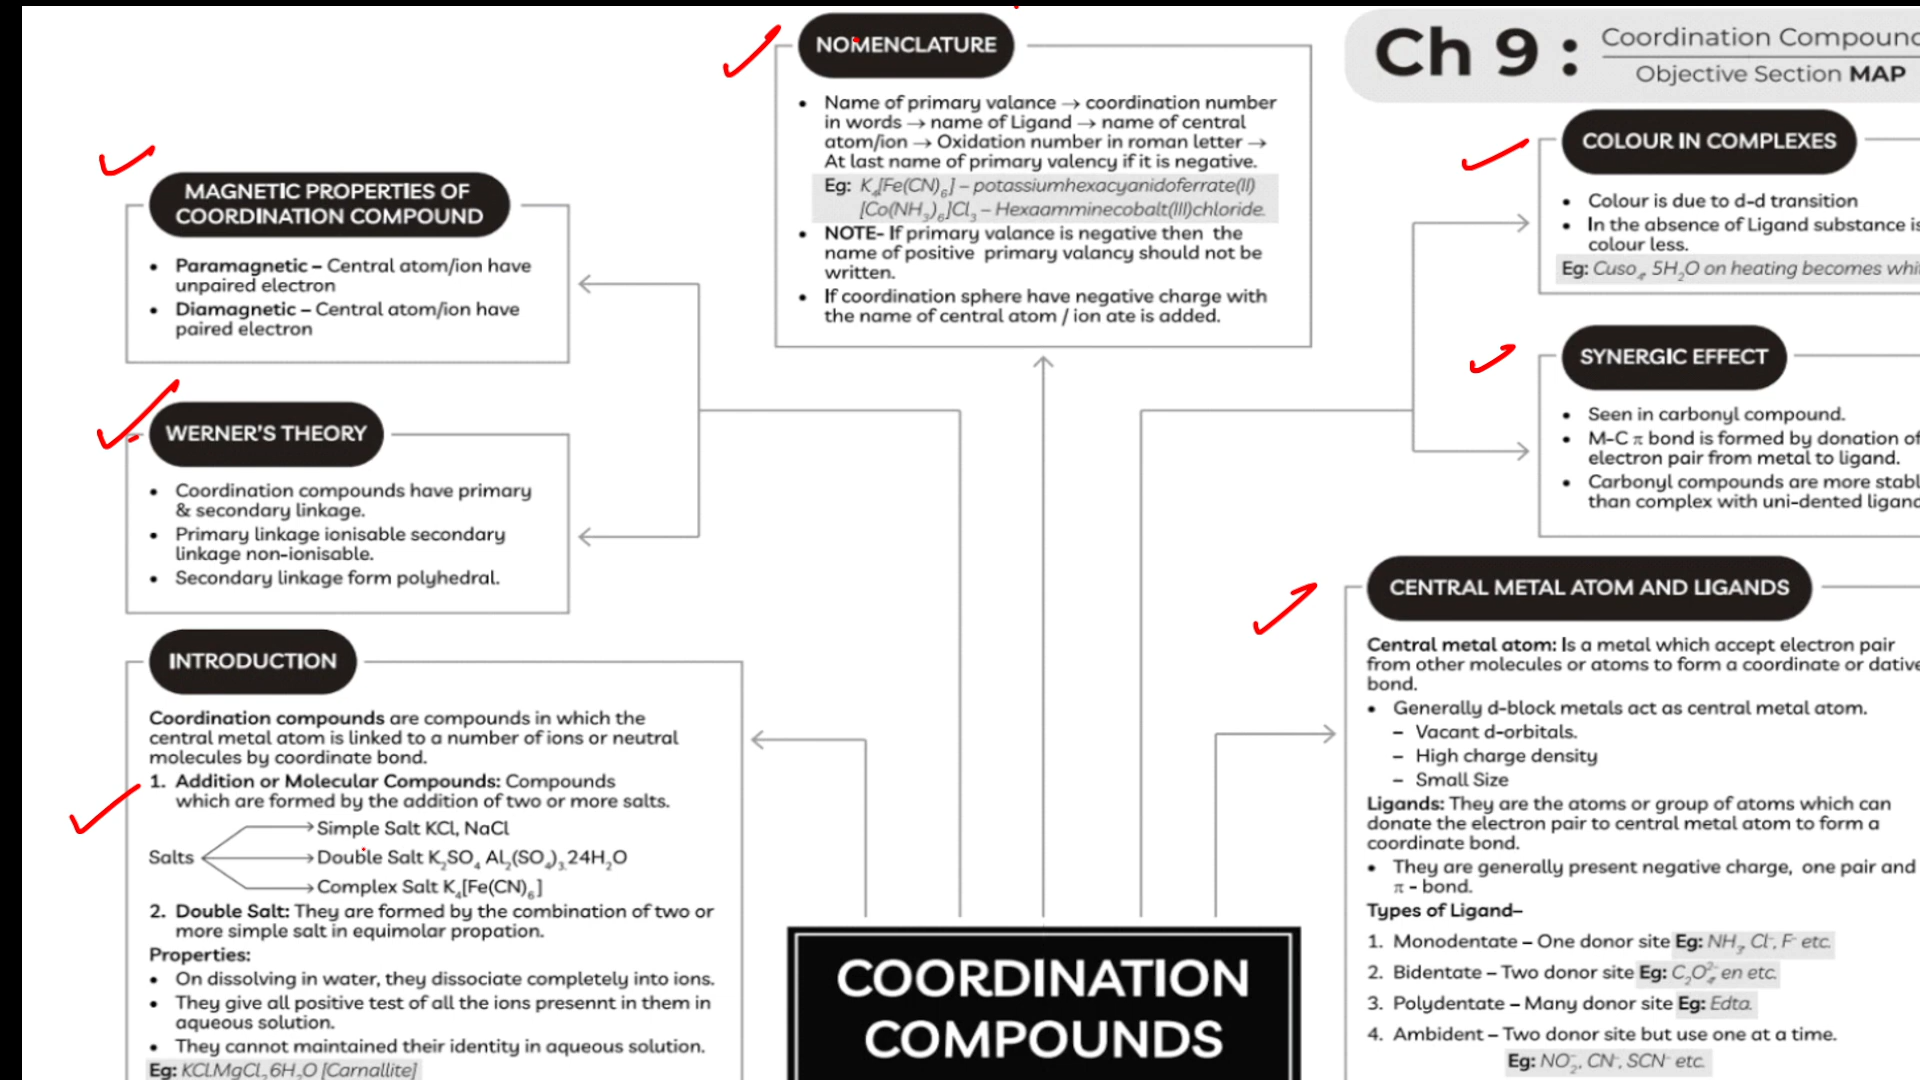 Ch 9 :
Coordination Compound
Objective Section MAP
NOMENCLATURE
• Name of primary valance → coordination number
in words → name of Ligand → name of central
atom/ion → Oxidation number in roman letter →
At last name of primary valency if it is negative.
Eg: K₄[Fe(CN)₆] – potassiumhexacyanidoferrate(II)
[Co(NH₃)₆]Cl₃ – Hexaamminecobalt(III)chloride.
• NOTE- If primary valance is negative then the
name of positive primary valancy should not be
written.
• If coordination sphere have negative charge with
the name of central atom / ion ate is added.
MAGNETIC PROPERTIES OF
COORDINATION COMPOUND
• Paramagnetic – Central atom/ion have
unpaired electron
• Diamagnetic – Central atom/ion have
paired electron
WERNER'S THEORY
• Coordination compounds have primary
& secondary linkage.
• Primary linkage ionisable secondary
linkage non-ionisable.
• Secondary linkage form polyhedral.
INTRODUCTION
Coordination compounds are compounds in which the
central metal atom is linked to a number of ions or neutral
molecules by coordinate bond.
1. Addition or Molecular Compounds: Compounds
which are formed by the addition of two or more salts.
Simple Salt KCl, NaCl
Salts Double Salt K₂SO₄ Al₂(SO₄)₃.24H₂O
Complex Salt K₄[Fe(CN)₆]
2. Double Salt: They are formed by the combination of two or
more simple salt in equimolar propation.
Properties:
• On dissolving in water, they dissociate completely into ions.
• They give all positive test of all the ions presennt in them in
aqueous solution.
• They cannot maintained their identity in aqueous solution.
Eg: KCl.MgCl₂6H₂O [Carnallite]
COLOUR IN COMPLEXES
• Colour is due to d-d transition
• In the absence of Ligand substance is
colour less.
Eg: Cuso₄, 5H₂O on heating becomes whi
SYNERGIC EFFECT
• Seen in carbonyl compound.
• M-C π bond is formed by donation of
electron pair from metal to ligand.
• Carbonyl compounds are more stabl
than complex with uni-dented ligand
CENTRAL METAL ATOM AND LIGANDS
Central metal atom: Is a metal which accept electron pair
from other molecules or atoms to form a coordinate or dative
bond.
• Generally d-block metals act as central metal atom.
– Vacant d-orbitals.
– High charge density
– Small Size
Ligands: They are the atoms or group of atoms which can
donate the electron pair to central metal atom to form a
coordinate bond.
• They are generally present negative charge, one pair and
π - bond.
Types of Ligand–
1. Monodentate – One donor site Eg: NH₃, Cl⁻, F⁻ etc.
2. Bidentate – Two donor site Eg: C₂O₄²⁻, en etc.
3. Polydentate – Many donor site Eg: Edta.
4. Ambident – Two donor site but use one at a time.
Eg: NO₂⁻, CN⁻, SCN⁻ etc.
COORDINATION
COMPOUNDS